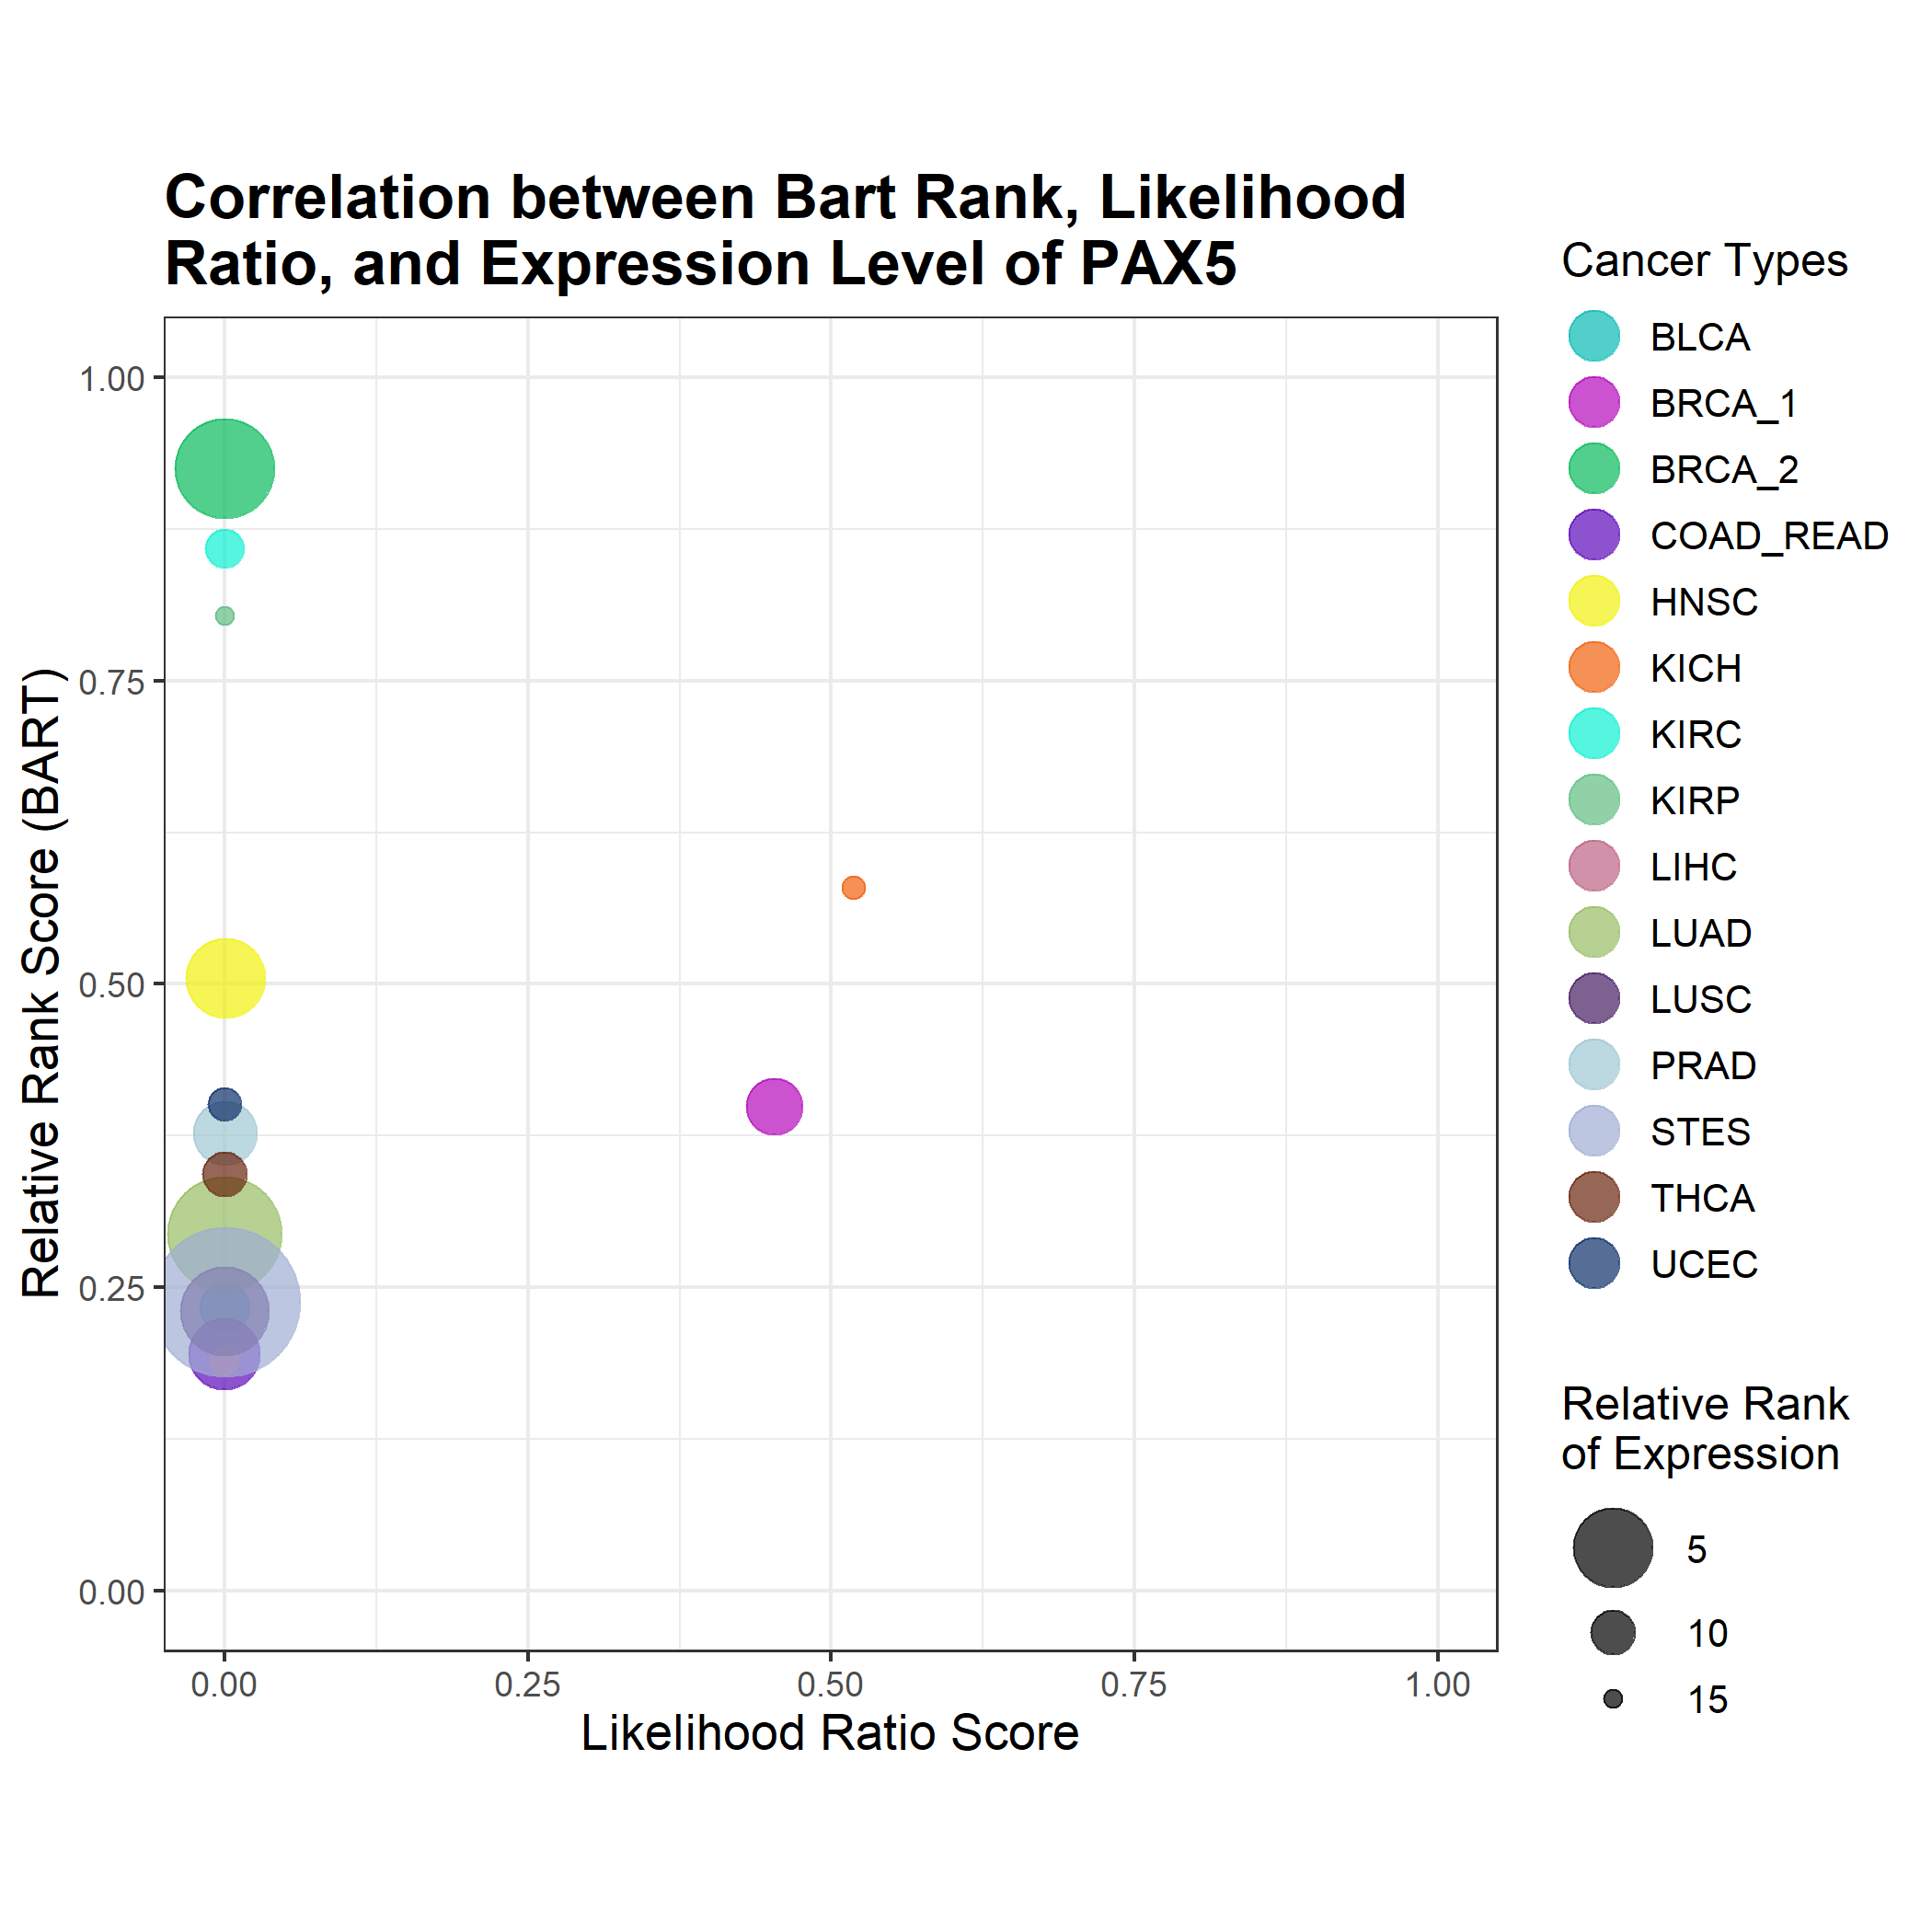 Correlation between Bart Rank, Likelihood
Ratio, and Expression Level of PAX5
Relative Rank Score (BART)
1.00
0.75
0.50
0.25
0.00
0.00 0.25 0.50 0.75 1.00
Likelihood Ratio Score
Cancer Types
BLCA
BRCA_1
BRCA_2
COAD_READ
HNSC
KICH
KIRC
KIRP
LIHC
LUAD
LUSC
PRAD
STES
THCA
UCEC
Relative Rank
of Expression
5
10
15